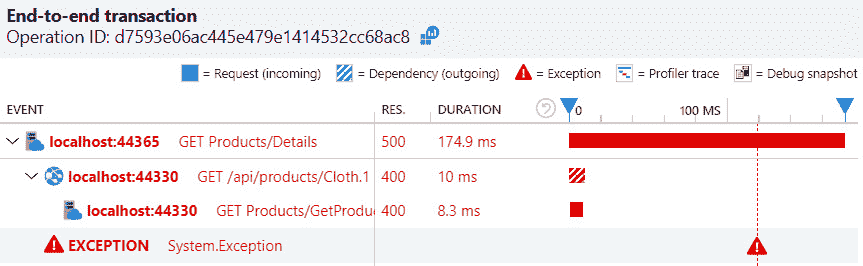 End-to-end transaction
Operation ID: d7593e06ac445e479e1414532cc68ac8
= Request (incoming) = Dependency (outgoing) = Exception = Profiler trace = Debug snapshot
EVENT RES. DURATION ? 0 100 MS
localhost:44365 GET Products/Details 500 174.9 ms
localhost:44330 GET /api/products/Cloth.1 400 10 ms
localhost:44330 GET Products/GetProdu 400 8.3 ms
EXCEPTION System.Exception